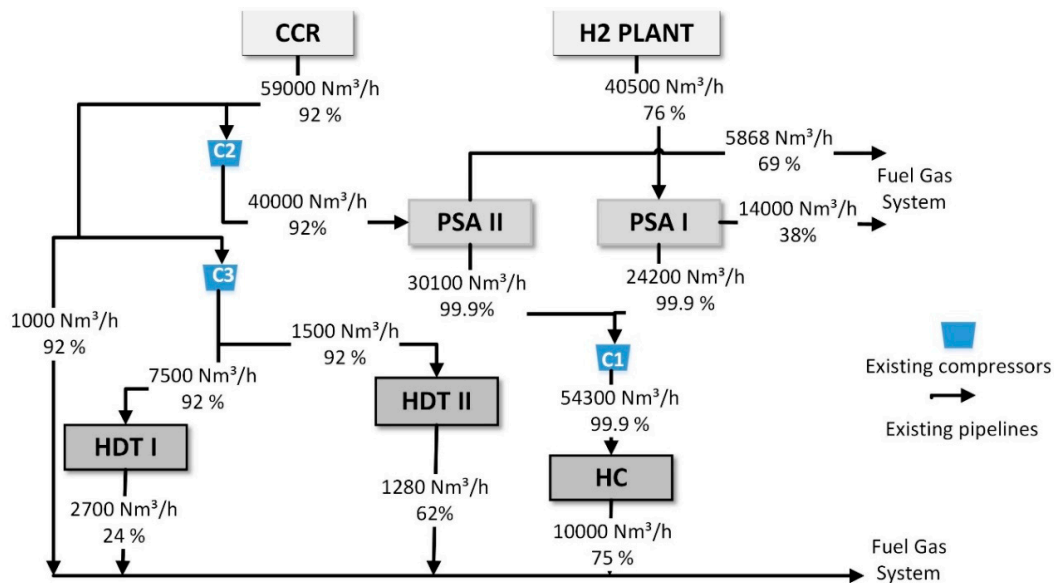 CCR
H2 PLANT
59000 Nm³/h
92 %
40500 Nm³/h
76 %
5868 Nm³/h
69 %
Fuel Gas
System
C2
40000 Nm³/h
92%
PSA II
PSA I
14000 Nm³/h
38%
C3
30100 Nm³/h
99.9%
24200 Nm³/h
99.9 %
1000 Nm³/h
92 %
1500 Nm³/h
92 %
C1
Existing compressors
7500 Nm³/h
92 %
HDT II
54300 Nm³/h
99.9 %
Existing pipelines
HDT I
HC
2700 Nm³/h
24 %
1280 Nm³/h
62%
10000 Nm³/h
75 %
Fuel Gas
System